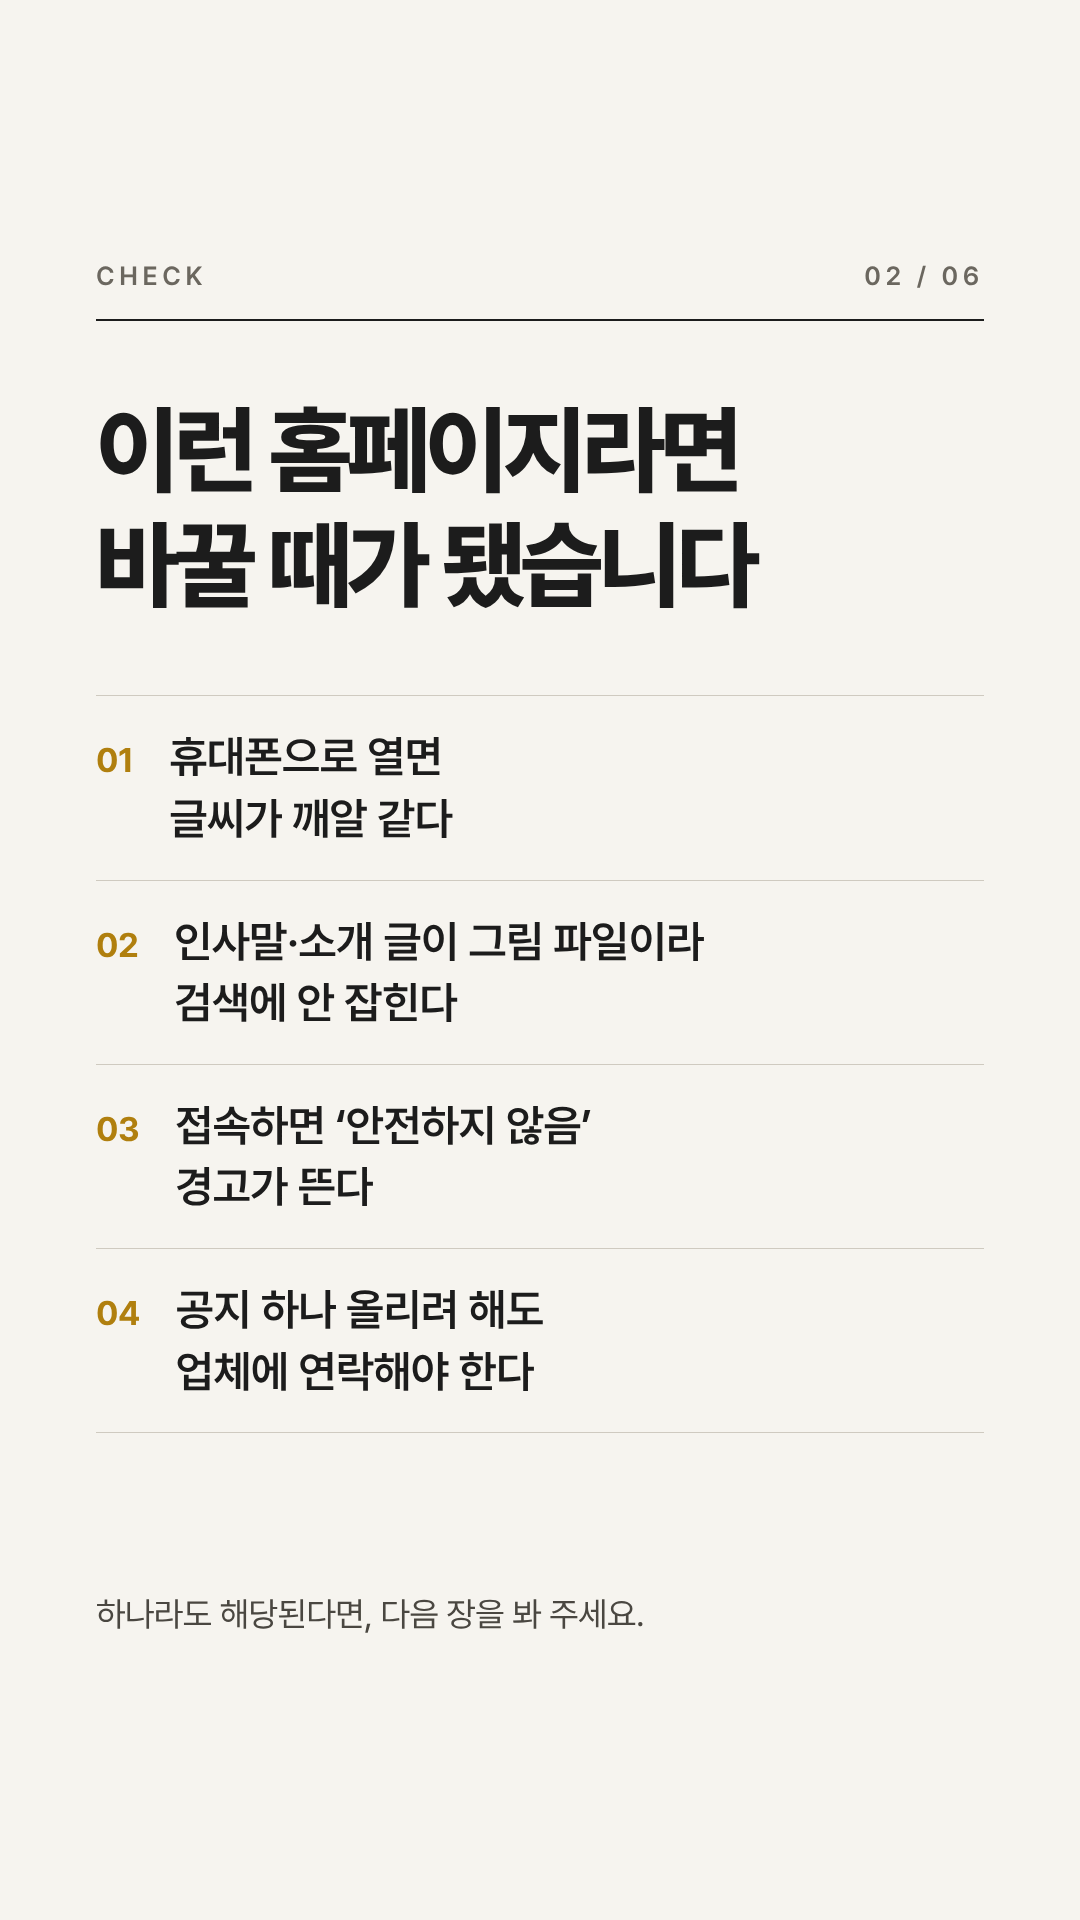 CHECK
02 / 06
이런 홈페이지라면
바꿀 때가 됐습니다
01 휴대폰으로 열면
글씨가 깨알 같다
02 인사말·소개 글이 그림 파일이라
검색에 안 잡힌다
03 접속하면 ‘안전하지 않음’
경고가 뜬다
04 공지 하나 올리려 해도
업체에 연락해야 한다
하나라도 해당된다면, 다음 장을 봐 주세요.